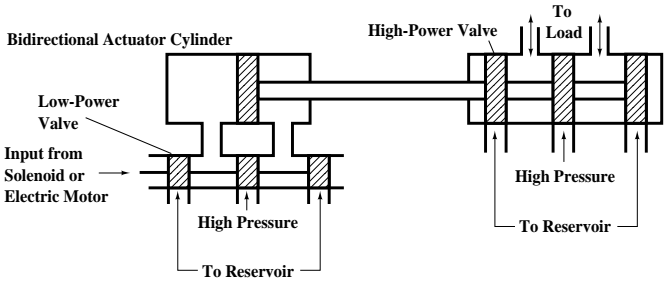 To
High-Power Valve
Load
Bidirectional Actuator Cylinder
Low-Power
Valve
Input from
Solenoid or
Electric Motor
High Pressure
High Pressure
To Reservoir
To Reservoir